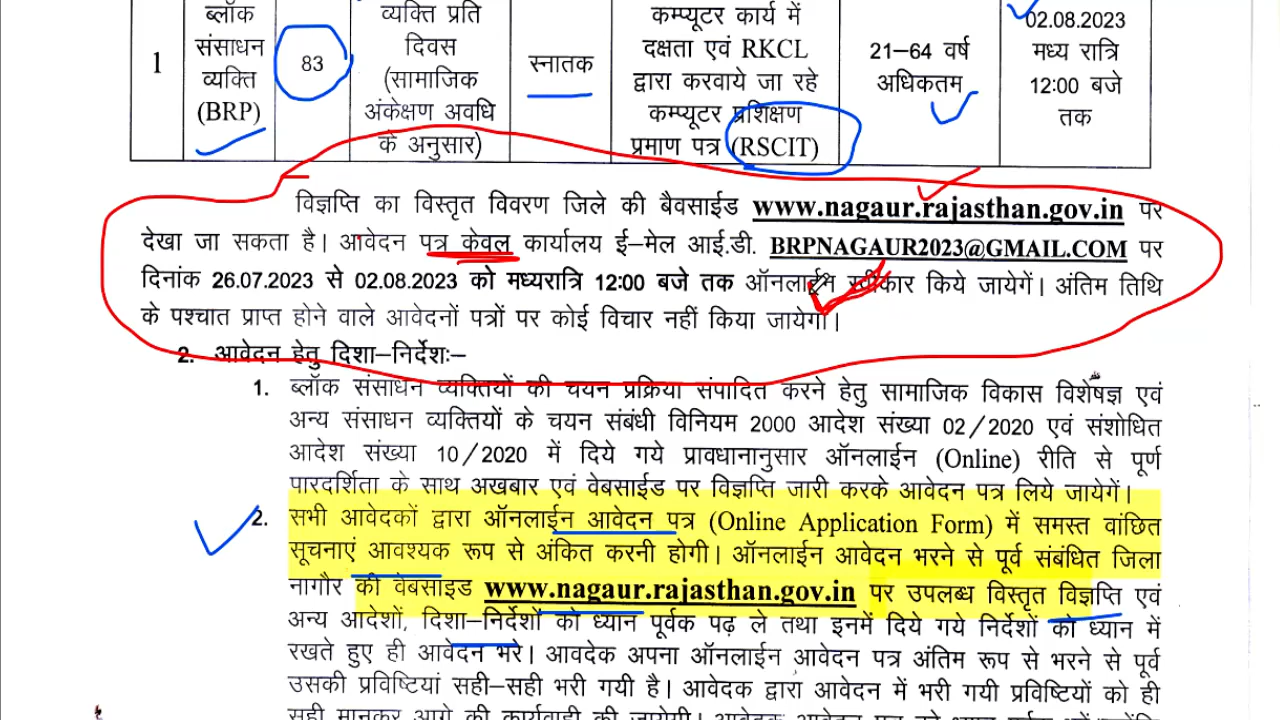 ब्लॉक व्यक्ति प्रति कम्प्यूटर कार्य में 02.08.2023
संसाधन दिवस दक्षता एवं RKCL 21–64 वर्ष मध्य रात्रि
1 व्यक्ति 83 (सामाजिक स्नातक द्वारा करवाये जा रहे अधिकतम 12:00 बजे
(BRP) अंकेक्षण अवधि कम्प्यूटर प्रशिक्षण तक
के अनुसार) प्रमाण पत्र (RSCIT)
विज्ञप्ति का विस्तृत विवरण जिले की बैवसाईड www.nagaur.rajasthan.gov.in पर
देखा जा सकता है। आवेदन पत्र केवल कार्यालय ई–मेल आई.डी. BRPNAGAUR2023@GMAIL.COM पर
दिनांक 26.07.2023 से 02.08.2023 को मध्यरात्रि 12:00 बजे तक ऑनलाईन स्वीकार किये जायेगें। अंतिम तिथि
के पश्चात प्राप्त होने वाले आवेदनों पत्रों पर कोई विचार नहीं किया जायेगा।
2. आवेदन हेतु दिशा–निर्देशः–
1. ब्लॉक संसाधन व्यक्तियों की चयन प्रक्रिया संपादित करने हेतु सामाजिक विकास विशेषज्ञ एवं
अन्य संसाधन व्यक्तियों के चयन संबंधी विनियम 2000 आदेश संख्या 02/2020 एवं संशोधित
आदेश संख्या 10/2020 में दिये गये प्रावधानानुसार ऑनलाईन (Online) रीति से पूर्ण
पारदर्शिता के साथ अखबार एवं वेबसाईड पर विज्ञप्ति जारी करके आवेदन पत्र लिये जायेगें।
2. सभी आवेदकों द्वारा ऑनलाईन आवेदन पत्र (Online Application Form) में समस्त वांछित
सूचनाएं आवश्यक रूप से अंकित करनी होगी। ऑनलाईन आवेदन भरने से पूर्व संबंधित जिला
नागौर की वेबसाइड www.nagaur.rajasthan.gov.in पर उपलब्ध विस्तृत विज्ञप्ति एवं
अन्य आदेशों, दिशा–निर्देशों को ध्यान पूर्वक पढ़ ले तथा इनमें दिये गये निर्देशों को ध्यान में
रखते हुए ही आवेदन भरे। आवदेक अपना ऑनलाईन आवेदन पत्र अंतिम रूप से भरने से पूर्व
उसकी प्रविष्टियां सही–सही भरी गयी है। आवेदक द्वारा आवेदन में भरी गयी प्रविष्टियों को ही
सही मानकर आगे की कार्यवाही की जायेगी।